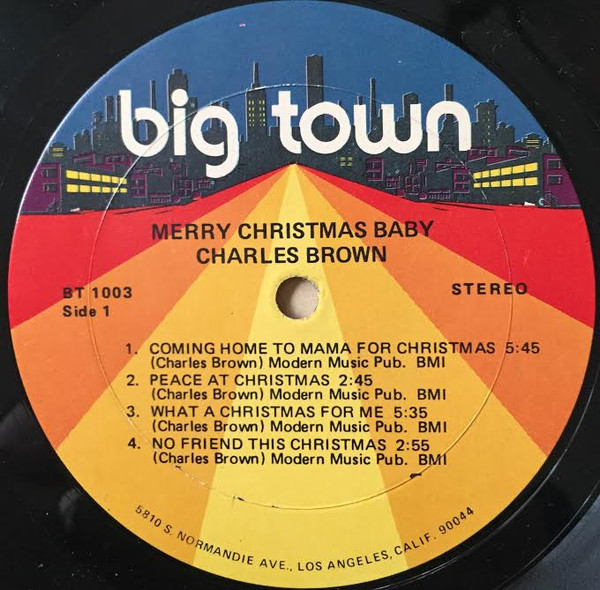 big town
MERRY CHRISTMAS BABY
CHARLES BROWN
BT 1003
STEREO
Side 1
1. COMING HOME TO MAMA FOR CHRISTMAS 5:45
(Charles Brown) Modern Music Pub. BMI
2. PEACE AT CHRISTMAS 2:45
(Charles Brown) Modern Music Pub. BMI
3. WHAT A CHRISTMAS FOR ME 5:35
(Charles Brown) Modern Music Pub. BMI
4. NO FRIEND THIS CHRISTMAS 2:55
(Charles Brown) Modern Music Pub. BMI
5810 S. NORMANDIE AVE., LOS ANGELES, CALIF. 90044